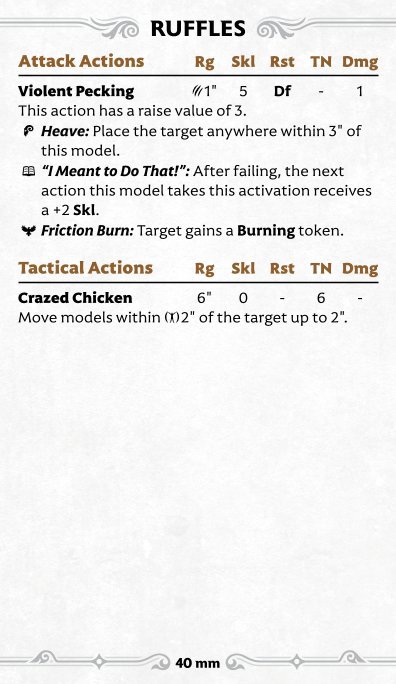 RUFFLES
Attack Actions Rg Skl Rst TN Dmg
Violent Pecking 1" 5 Df - 1
This action has a raise value of 3.
Heave: Place the target anywhere within 3" of
this model.
“I Meant to Do That!”: After failing, the next
action this model takes this activation receives
a +2 Skl.
Friction Burn: Target gains a Burning token.
Tactical Actions Rg Skl Rst TN Dmg
Crazed Chicken 6" 0 - 6 -
Move models within 2" of the target up to 2".
40 mm